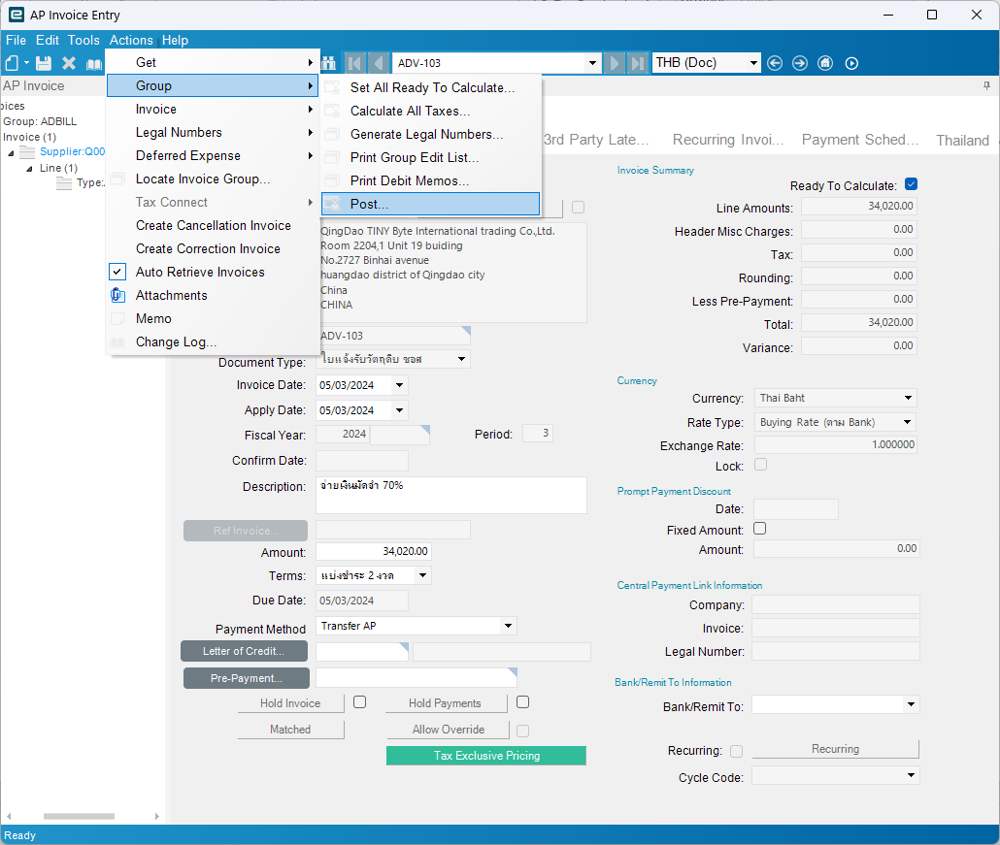 AP Invoice Entry
File Edit Tools Actions Help
ADV-103
THB (Doc)
AP Invoice
oices
Group: ADBILL
Invoice (1)
Supplier:Q00
Line (1)
Type:
Get
Group
Invoice
Legal Numbers
Deferred Expense
Locate Invoice Group...
Tax Connect
Create Cancellation Invoice
Create Correction Invoice
Auto Retrieve Invoices
Attachments
Memo
Change Log...
Set All Ready To Calculate...
Calculate All Taxes...
Generate Legal Numbers...
Print Group Edit List...
Print Debit Memos...
Post...
3rd Party Late... Recurring Invoi... Payment Sched... Thailand
QingDao TINY Byte International trading Co.,Ltd.
Room 2204,1 Unit 19 buiding
No.2727 Binhai avenue
huangdao district of Qingdao city
China
CHINA
ADV-103
Document Type: ใบแจ้งรับวัตถุดิบ ซอส
Invoice Date: 05/03/2024
Apply Date: 05/03/2024
Fiscal Year: 2024 Period: 3
Confirm Date:
Description: จ่ายเงินมัดจำ 70%
Ref Invoice...
Amount: 34,020.00
Terms: แบ่งชำระ 2 งวด
Due Date: 05/03/2024
Payment Method Transfer AP
Letter of Credit...
Pre-Payment...
Hold Invoice Hold Payments
Matched Allow Override
Tax Exclusive Pricing
Invoice Summary
Ready To Calculate:
Line Amounts: 34,020.00
Header Misc Charges: 0.00
Tax: 0.00
Rounding: 0.00
Less Pre-Payment: 0.00
Total: 34,020.00
Variance: 0.00
Currency
Currency: Thai Baht
Rate Type: Buying Rate (ตาม Bank)
Exchange Rate: 1.000000
Lock:
Prompt Payment Discount
Date:
Fixed Amount:
Amount: 0.00
Central Payment Link Information
Company:
Invoice:
Legal Number:
Bank/Remit To Information
Bank/Remit To:
Recurring: Recurring
Cycle Code:
Ready